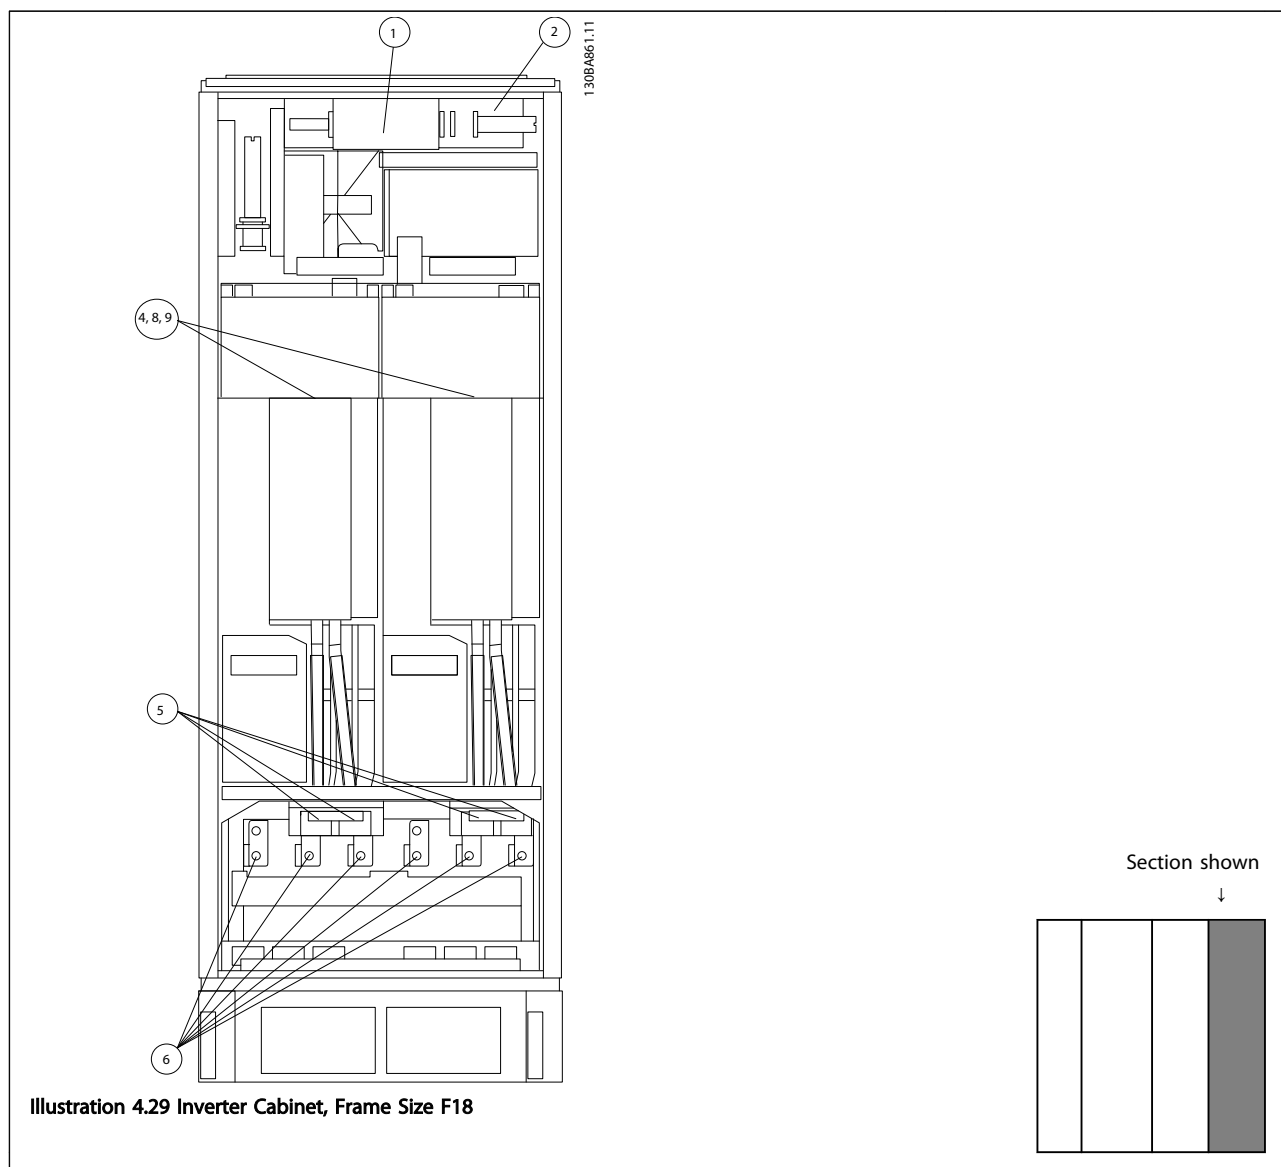 1
2
130BA861.11
4, 8, 9
5
Section shown
↓
6
Illustration 4.29 Inverter Cabinet, Frame Size F18